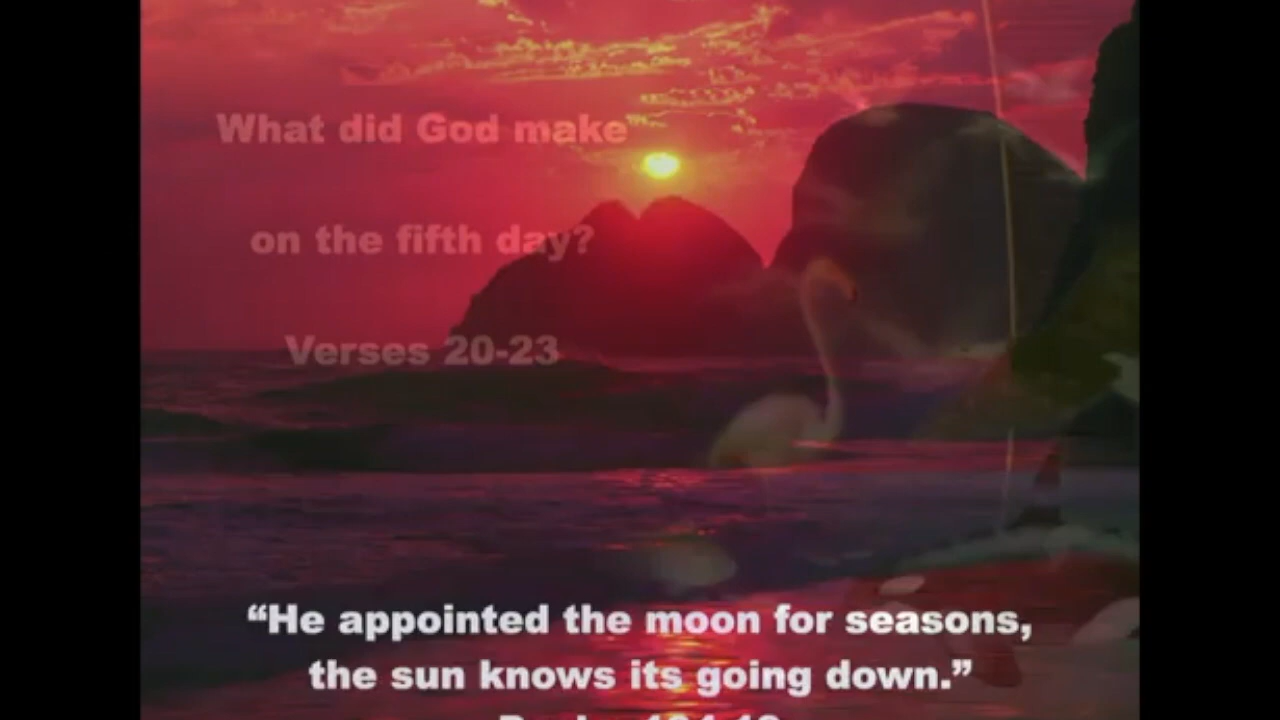 What did God make
on the fifth day?
Verses 20-23
“He appointed the moon for seasons,
the sun knows its going down.”